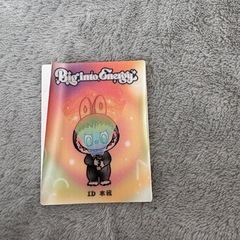 Big into Energy
ID 本我